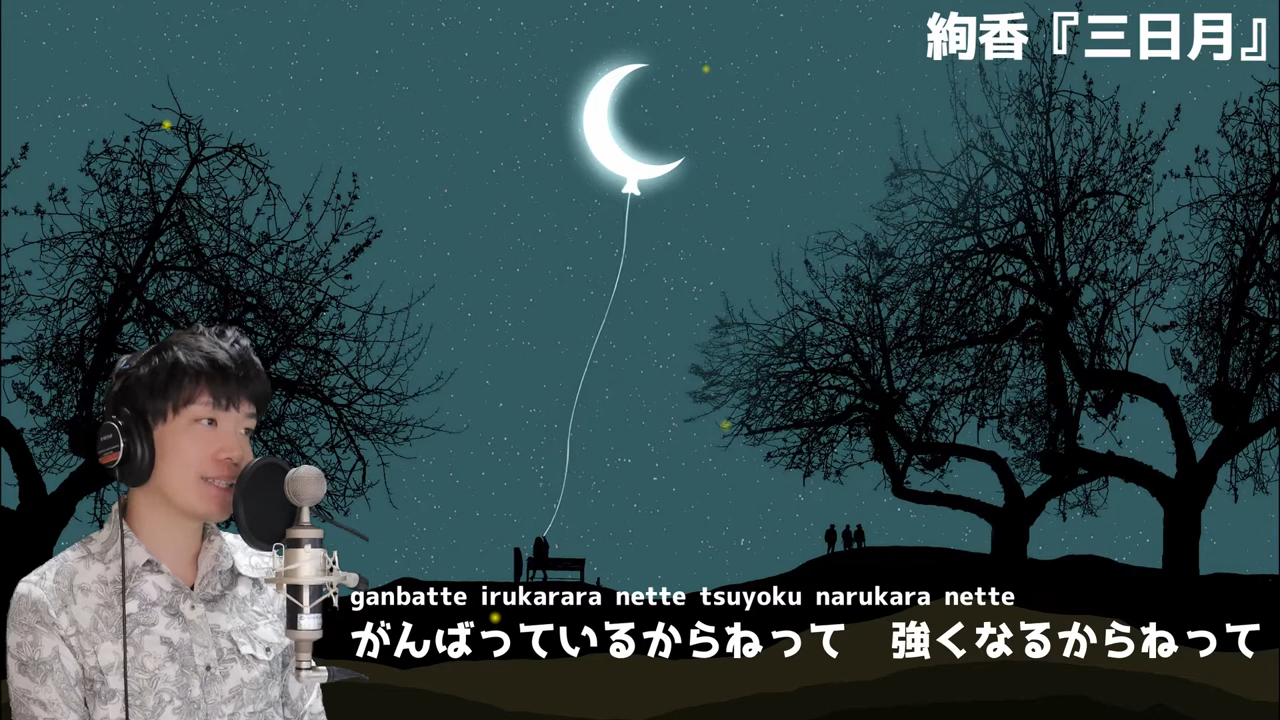 絢香『三日月』
ganbatte irukarara nette tsuyoku narukara nette
がんばっているからねって　強くなるからねって